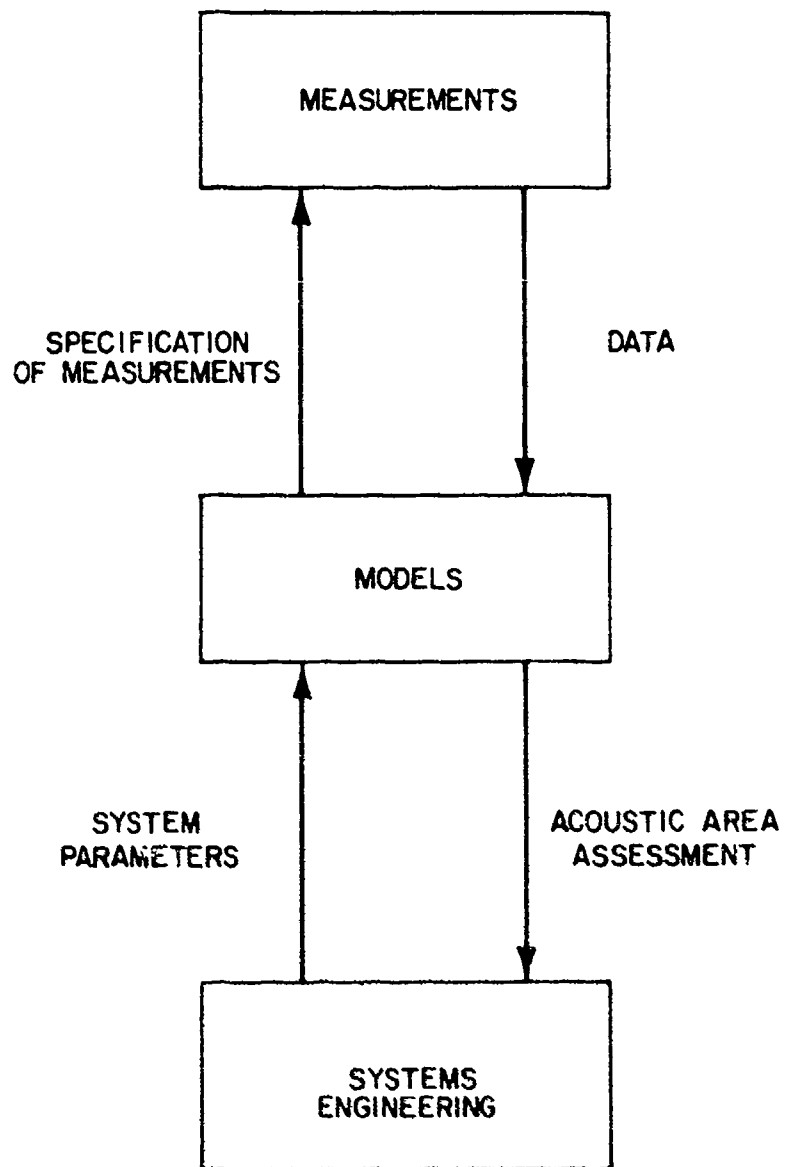 MEASUREMENTS
SPECIFICATION
OF MEASUREMENTS
DATA
MODELS
SYSTEM
PARAMETERS
ACOUSTIC AREA
ASSESSMENT
SYSTEMS
ENGINEERING